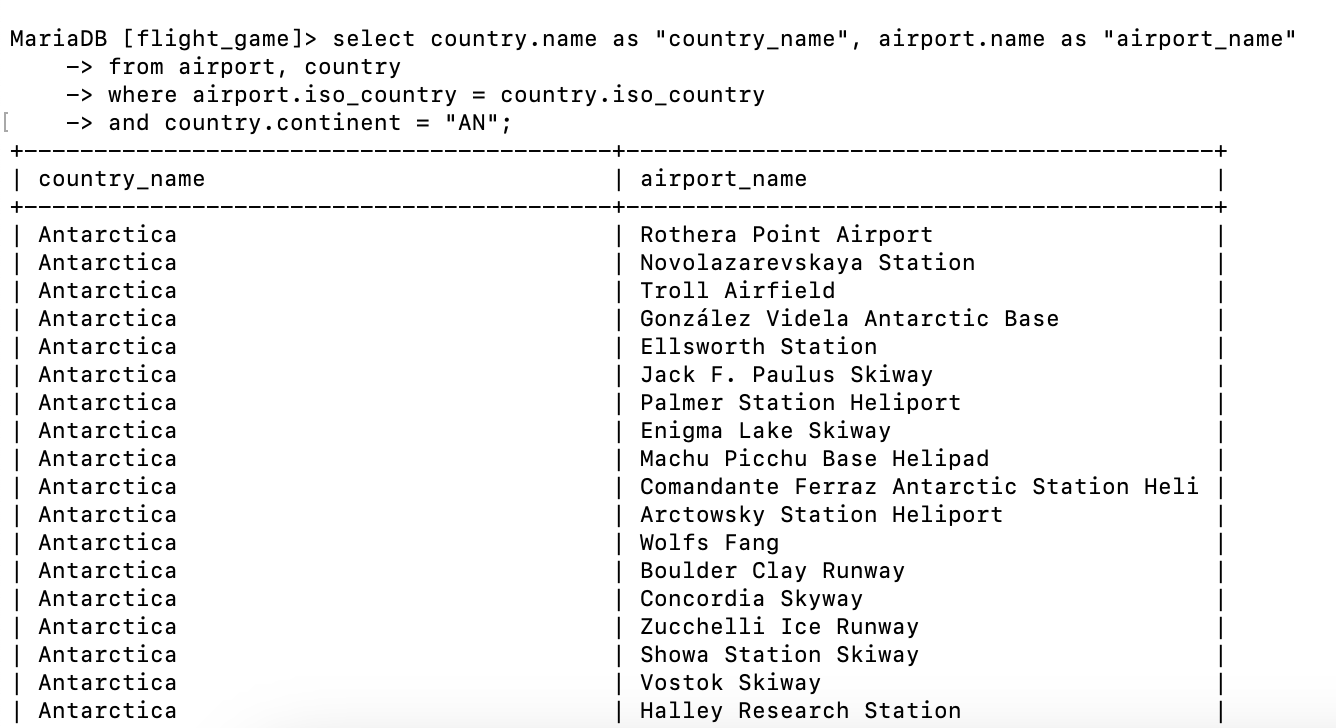 MariaDB [flight_game]> select country.name as "country_name", airport.name as "airport_name"
    -> from airport, country
    -> where airport.iso_country = country.iso_country
[    -> and country.continent = "AN";
+------------------------------------------+------------------------------------------+
| country_name                             | airport_name                             |
+------------------------------------------+------------------------------------------+
| Antarctica                               | Rothera Point Airport                    |
| Antarctica                               | Novolazarevskaya Station                 |
| Antarctica                               | Troll Airfield                           |
| Antarctica                               | González Videla Antarctic Base           |
| Antarctica                               | Ellsworth Station                        |
| Antarctica                               | Jack F. Paulus Skiway                    |
| Antarctica                               | Palmer Station Heliport                  |
| Antarctica                               | Enigma Lake Skiway                       |
| Antarctica                               | Machu Picchu Base Helipad                |
| Antarctica                               | Comandante Ferraz Antarctic Station Heli |
| Antarctica                               | Arctowsky Station Heliport               |
| Antarctica                               | Wolfs Fang                               |
| Antarctica                               | Boulder Clay Runway                      |
| Antarctica                               | Concordia Skyway                         |
| Antarctica                               | Zucchelli Ice Runway                     |
| Antarctica                               | Showa Station Skiway                     |
| Antarctica                               | Vostok Skiway                            |
| Antarctica                               | Halley Research Station                  |